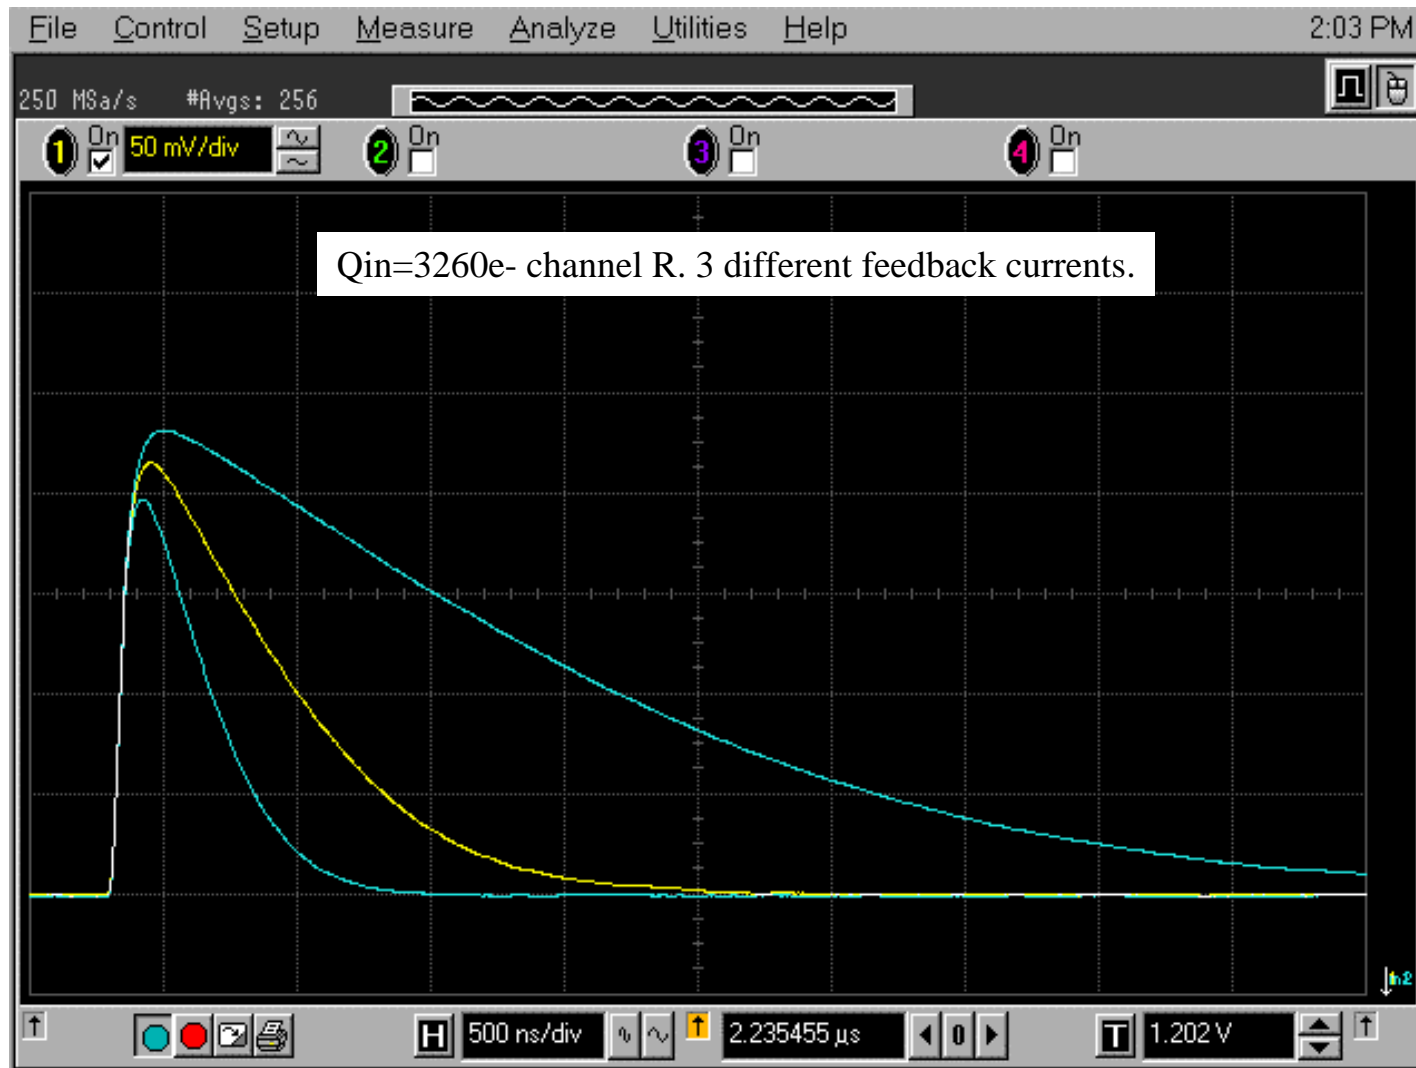 File Control Setup Measure Analyze Utilities Help 2:03 PM
250 MSa/s #Avgs: 256
1 On 50 mV/div 2 On 3 On 4 On
Qin=3260e- channel R. 3 different feedback currents.
H 500 ns/div 2.235455 µs 0 T 1.202 V